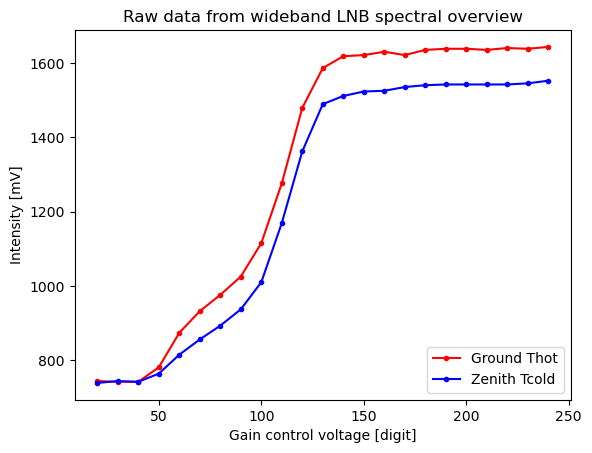 Raw data from wideband LNB spectral overview
Intensity [mV]
1600
1400
1200
1000
800
Ground Thot
Zenith Tcold
50
100
150
200
250
Gain control voltage [digit]